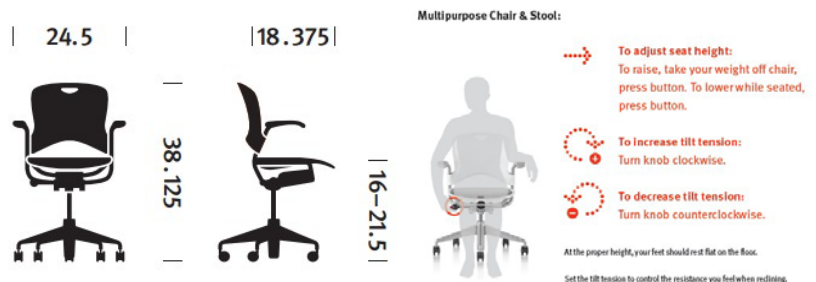 24.5
18.375
38.125
16–21.5
Multipurpose Chair & Stool:
To adjust seat height:
To raise, take your weight off chair,
press button. To lower while seated,
press button.
To increase tilt tension:
Turn knob clockwise.
To decrease tilt tension:
Turn knob counterclockwise.
At the proper height, your feet should rest flat on the floor.
Set the tilt tension to control the resistance you feel when reclining.